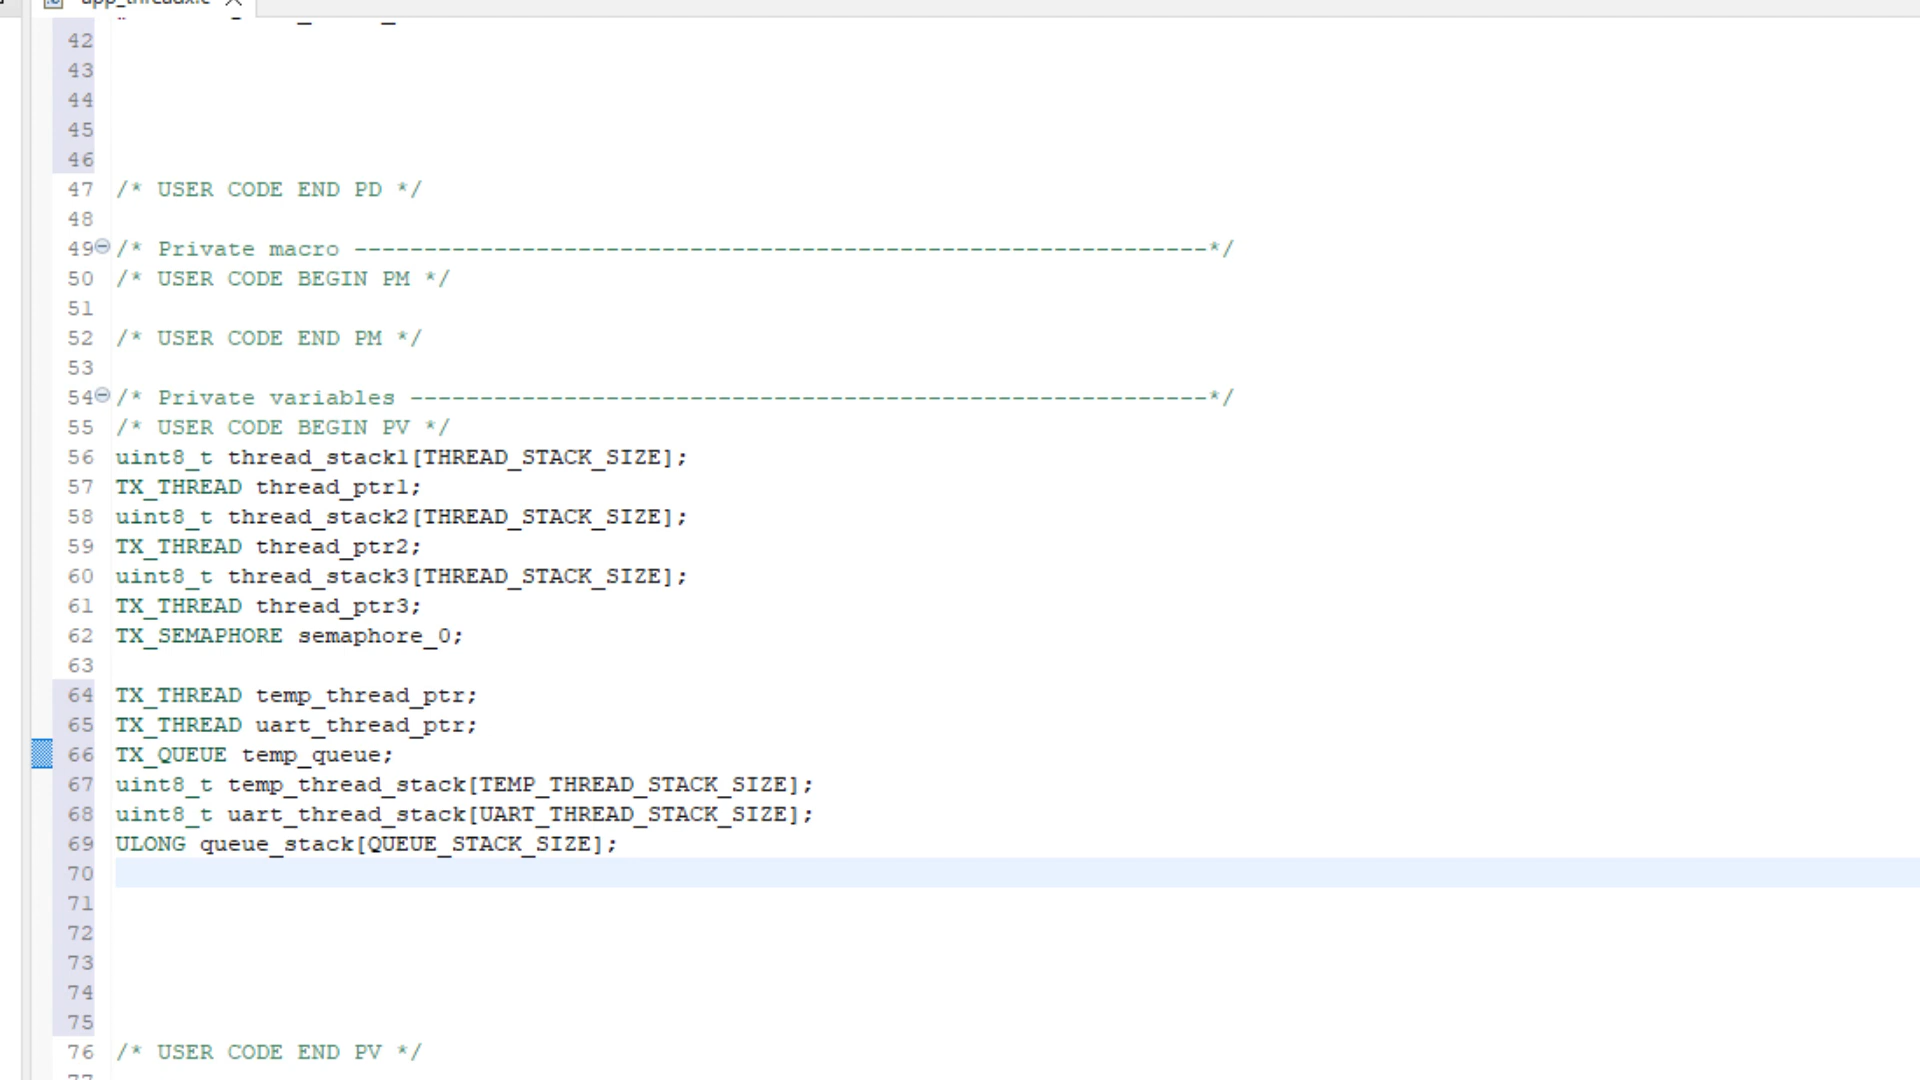 app_threadx.c
42
43
44
45
46
47 /* USER CODE END PD */
48
49 /* Private macro -------------------------------------------------------------*/
50 /* USER CODE BEGIN PM */
51
52 /* USER CODE END PM */
53
54 /* Private variables ---------------------------------------------------------*/
55 /* USER CODE BEGIN PV */
56 uint8_t thread_stack1[THREAD_STACK_SIZE];
57 TX_THREAD thread_ptr1;
58 uint8_t thread_stack2[THREAD_STACK_SIZE];
59 TX_THREAD thread_ptr2;
60 uint8_t thread_stack3[THREAD_STACK_SIZE];
61 TX_THREAD thread_ptr3;
62 TX_SEMAPHORE semaphore_0;
63
64 TX_THREAD temp_thread_ptr;
65 TX_THREAD uart_thread_ptr;
66 TX_QUEUE temp_queue;
67 uint8_t temp_thread_stack[TEMP_THREAD_STACK_SIZE];
68 uint8_t uart_thread_stack[UART_THREAD_STACK_SIZE];
69 ULONG queue_stack[QUEUE_STACK_SIZE];
70
71
72
73
74
75
76 /* USER CODE END PV */